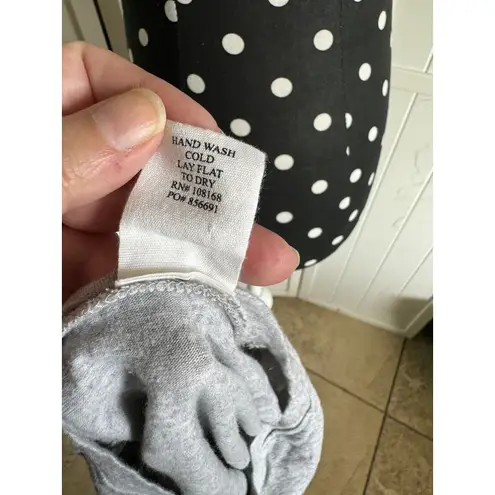 HAND WASH
COLD
LAY FLAT
TO DRY
RN# 108168
PO# 856691